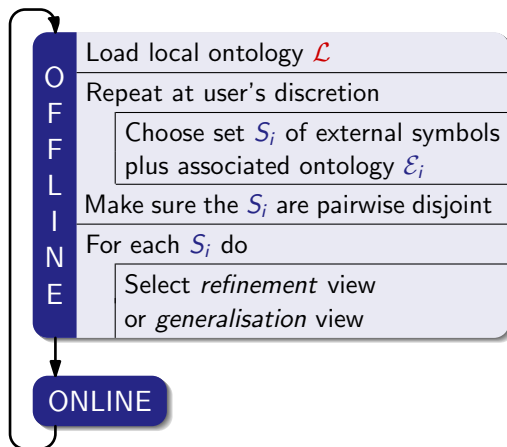 OFFLINE
Load local ontology ℒ
Repeat at user's discretion
Choose set Sᵢ of external symbols
plus associated ontology ℰᵢ
Make sure the Sᵢ are pairwise disjoint
For each Sᵢ do
Select refinement view
or generalisation view
ONLINE